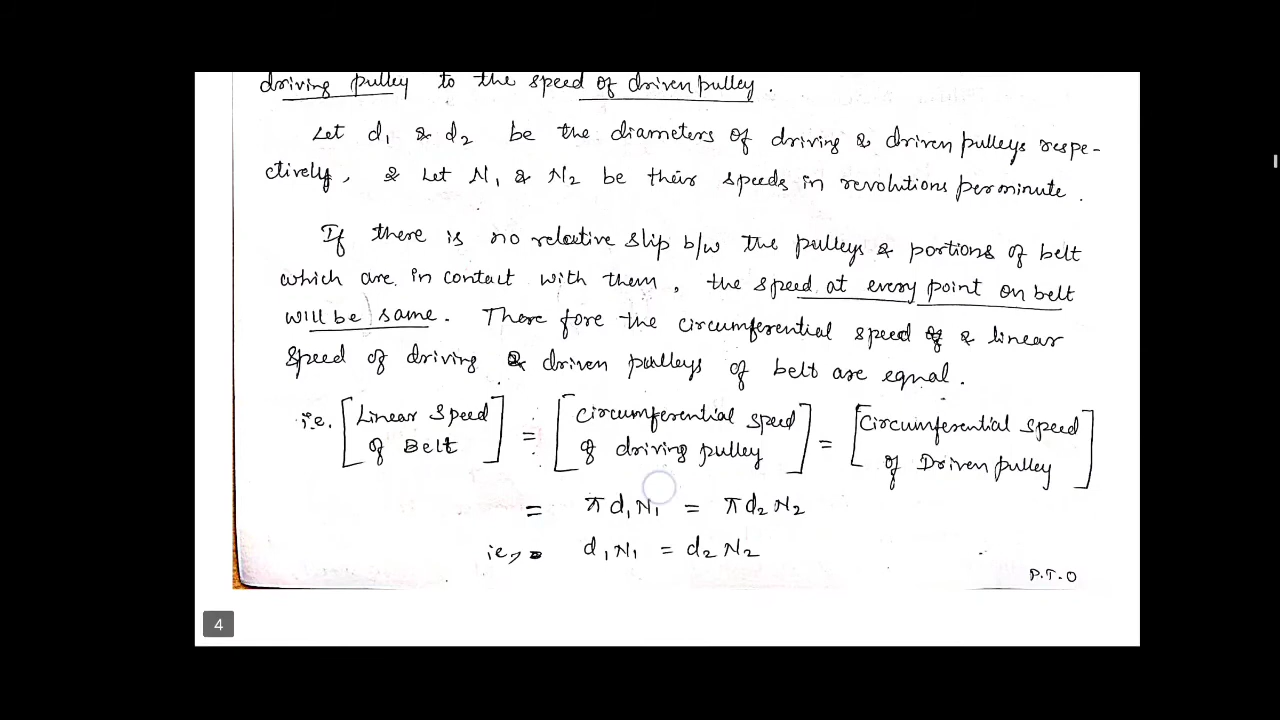 driving pulley to the speed of driven pulley.
Let d₁ & d₂ be the diameters of driving & driven pulleys respe-
ctively, & Let N₁ & N₂ be their speeds in revolutions per minute.
If there is no relative slip b/w the pulleys & portions of belt
which are in contact with them, the speed at every point on belt
will be same. There fore the circumferential speed of & linear
speed of driving & driven pulleys of belt are equal.
i.e. [Linear Speed of Belt] = [Circumferential speed of driving pulley] = [Circumferential speed of Driven pulley]
= πd₁N₁ = πd₂N₂
ie, = d₁N₁ = d₂N₂
P.T.O
4